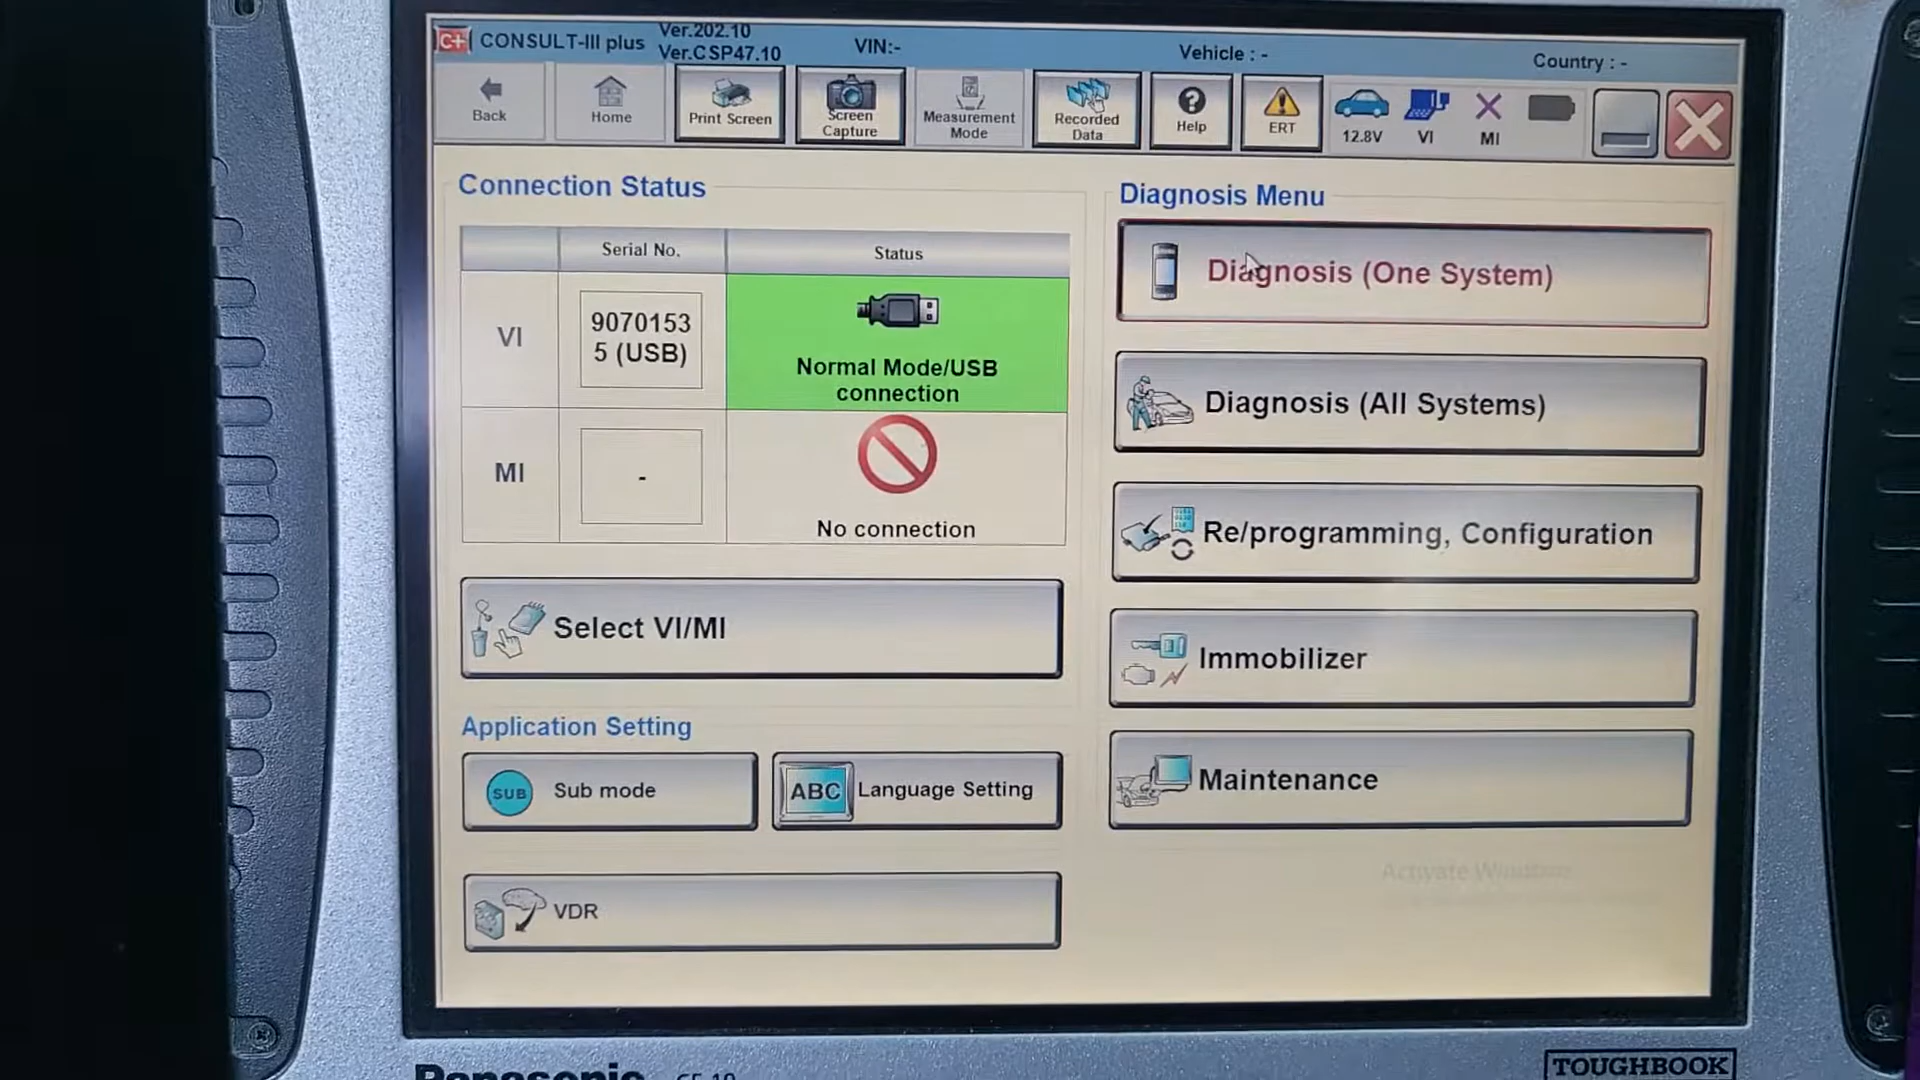 C+ CONSULT-III plus
Ver.202.10
Ver.CSP47.10
VIN:-
Vehicle : -
Country : -
Back
Home
Print Screen
Screen
Capture
Measurement
Mode
Recorded
Data
Help
ERT
12.8V
VI
MI
Connection Status
Serial No.
Status
VI
9070153
5 (USB)
Normal Mode/USB
connection
MI
-
No connection
Select VI/MI
Application Setting
SUB
Sub mode
ABC
Language Setting
VDR
Diagnosis Menu
Diagnosis (One System)
Diagnosis (All Systems)
Re/programming, Configuration
Immobilizer
Maintenance
Activate Windows
Panasonic
TOUGHBOOK